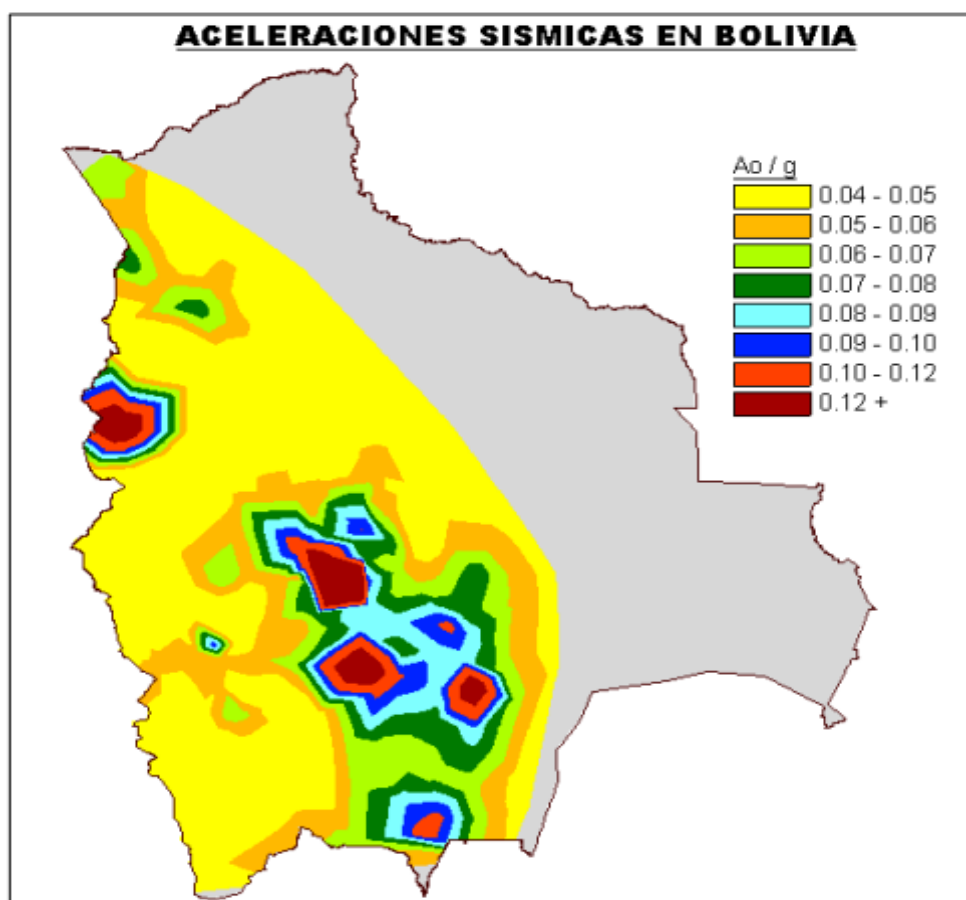 ACELERACIONES SISMICAS EN BOLIVIA
Ao / g
0.04 - 0.05
0.05 - 0.06
0.06 - 0.07
0.07 - 0.08
0.08 - 0.09
0.09 - 0.10
0.10 - 0.12
0.12 +